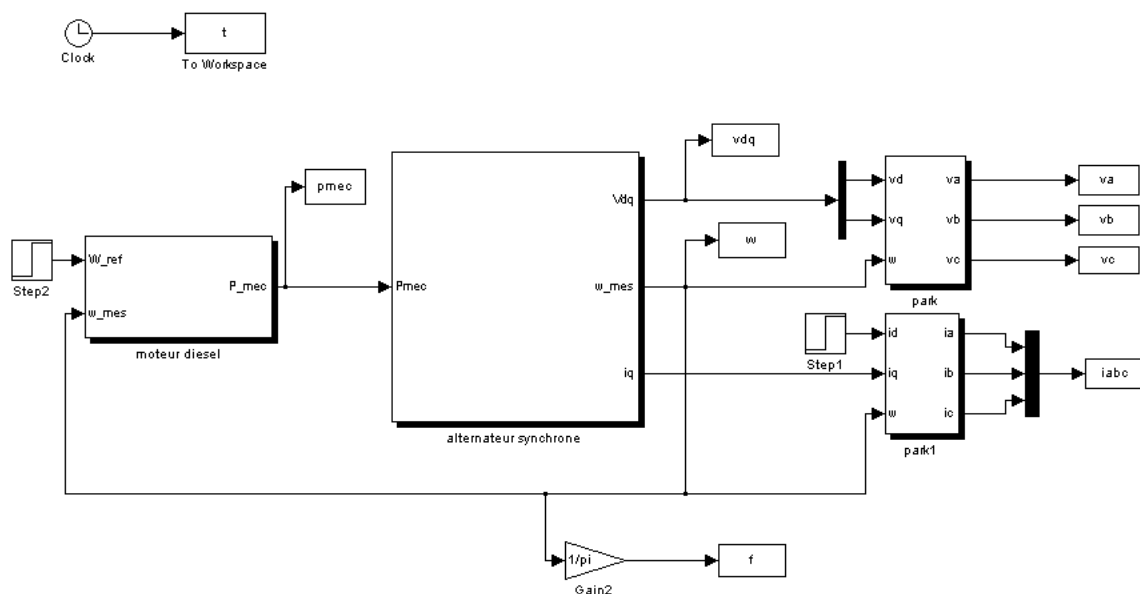 t
Clock
To Workspace
vdq
pmec
w
W_ref
w_mes
P_mec
Step2
moteur diesel
Pmec
Vdq
w_mes
iq
alternateur synchrone
vd
vq
w
va
vb
vc
park
va
vb
vc
Step1
id
iq
w
ia
ib
ic
park1
iabc
1/pi
Gain2
f